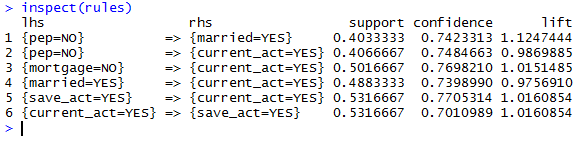 > inspect(rules)
  lhs                  rhs                 support confidence      lift
1 {pep=NO}          => {married=YES}     0.4033333  0.7423313 1.1247444
2 {pep=NO}          => {current_act=YES} 0.4066667  0.7484663 0.9869885
3 {mortgage=NO}     => {current_act=YES} 0.5016667  0.7698210 1.0151485
4 {married=YES}     => {current_act=YES} 0.4883333  0.7398990 0.9756910
5 {save_act=YES}    => {current_act=YES} 0.5316667  0.7705314 1.0160854
6 {current_act=YES} => {save_act=YES}    0.5316667  0.7010989 1.0160854
>